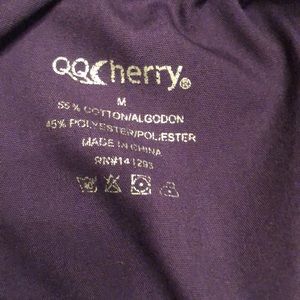 QQCherry®
M
55% COTTON/ALGODON
45% POLYESTER/POLIESTER
MADE IN CHINA
RN#141293